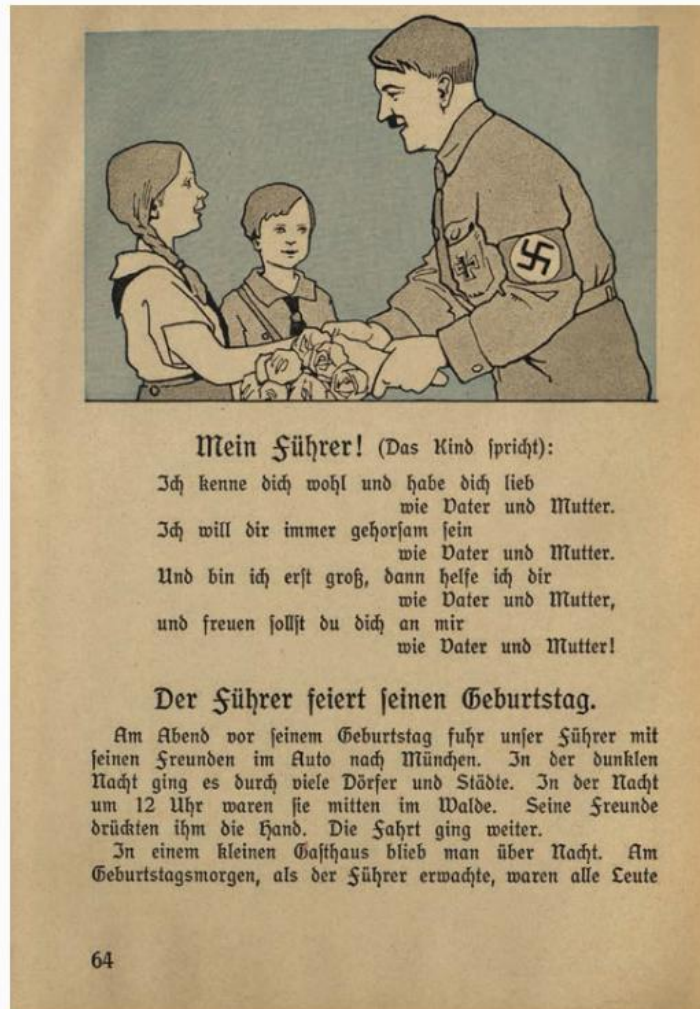 Mein Führer! (Das Kind spricht):
Ich kenne dich wohl und habe dich lieb
wie Vater und Mutter.
Ich will dir immer gehorsam sein
wie Vater und Mutter.
Und bin ich erst groß, dann helfe ich dir
wie Vater und Mutter,
und freuen sollst du dich an mir
wie Vater und Mutter!
Der Führer feiert seinen Geburtstag.
Am Abend vor seinem Geburtstag fuhr unser Führer mit
seinen Freunden im Auto nach München. In der dunklen
Nacht ging es durch viele Dörfer und Städte. In der Nacht
um 12 Uhr waren sie mitten im Walde. Seine Freunde
drückten ihm die Hand. Die Fahrt ging weiter.
In einem kleinen Gasthaus blieb man über Nacht. Am
Geburtstagsmorgen, als der Führer erwachte, waren alle Leute
64